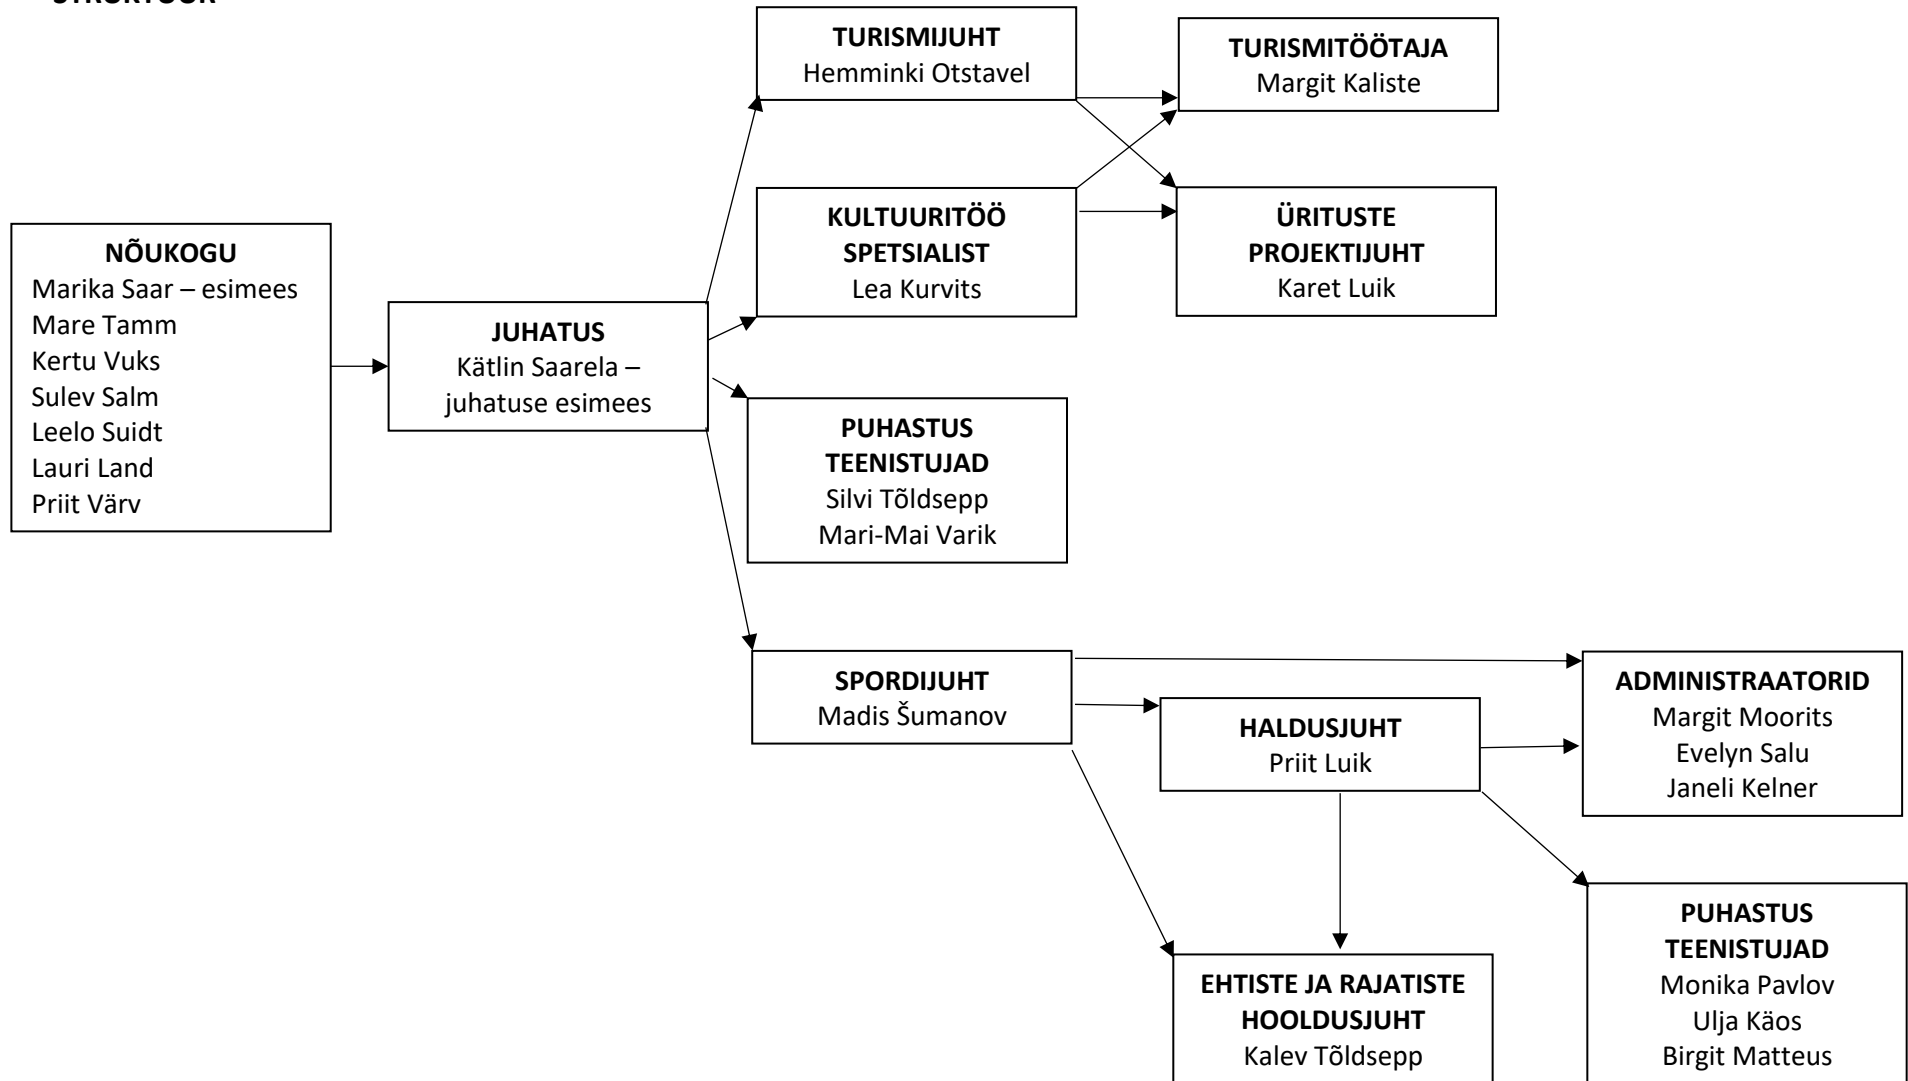 STRUKTUUR
TURISMIJUHT
Hemminki Otstavel
TURISMITÖÖTAJA
Margit Kaliste
KULTUURITÖÖ
SPETSIALIST
Lea Kurvits
ÜRITUSTE
PROJEKTIJUHT
Karet Luik
NÕUKOGU
Marika Saar – esimees
Mare Tamm
Kertu Vuks
Sulev Salm
Leelo Suidt
Lauri Land
Priit Värv
JUHATUS
Kätlin Saarela –
juhatuse esimees
PUHASTUS
TEENISTUJAD
Silvi Tõldsepp
Mari-Mai Varik
SPORDIJUHT
Madis Šumanov
HALDUSJUHT
Priit Luik
ADMINISTRAATORID
Margit Moorits
Evelyn Salu
Janeli Kelner
EHTISTE JA RAJATISTE
HOOLDUSJUHT
Kalev Tõldsepp
PUHASTUS
TEENISTUJAD
Monika Pavlov
Ulja Käos
Birgit Matteus